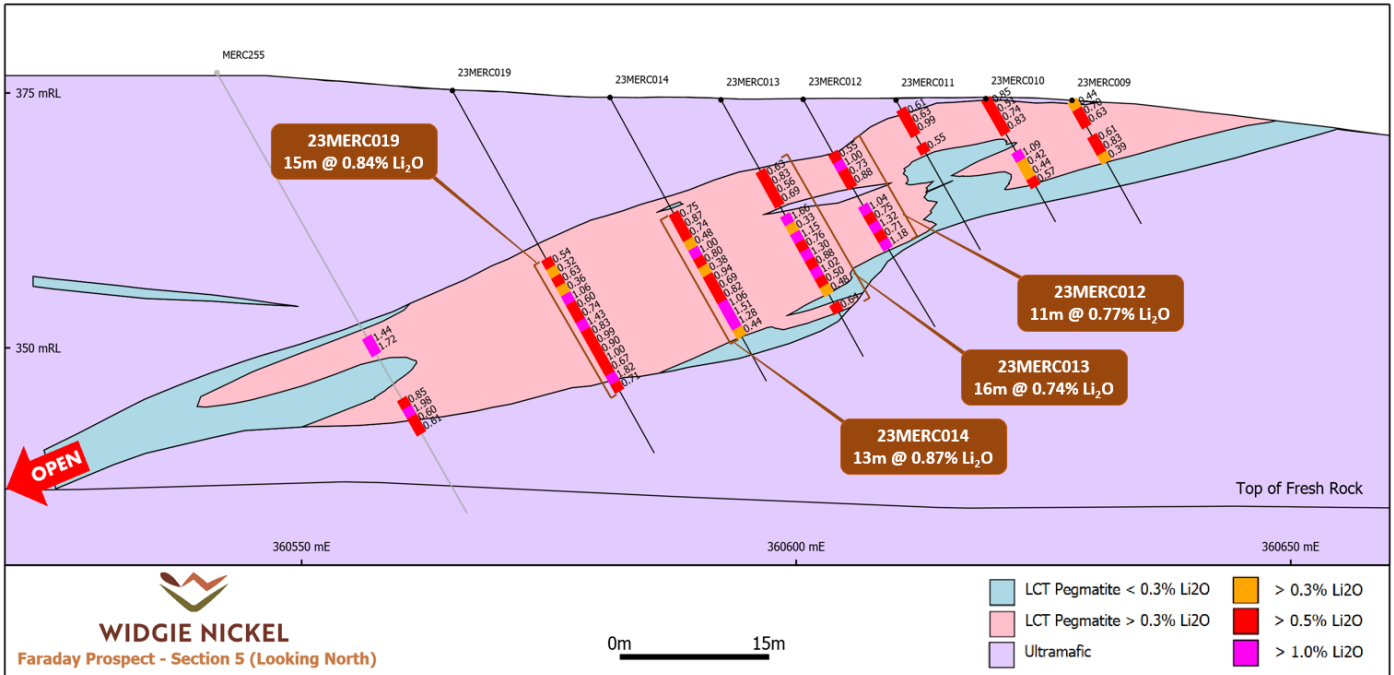 MERC255
23MERC019
23MERC014
23MERC013
23MERC012
23MERC011
23MERC010
23MERC009
375 mRL
23MERC019
15m @ 0.84% Li₂O
0.61
0.63
0.99
0.55
0.85
0.74
0.83
1.09
0.42
0.44
0.57
0.44
0.63
0.61
0.83
0.39
0.55
1.00
0.73
0.88
1.04
0.75
1.32
0.71
1.18
0.63
0.83
0.56
0.69
1.66
0.33
1.15
0.76
1.30
0.88
1.02
0.50
0.48
0.64
0.75
0.87
0.74
0.48
1.00
0.80
0.38
0.94
0.69
0.82
1.06
1.51
1.28
0.44
0.54
0.32
0.63
0.36
1.06
0.60
0.74
1.43
0.83
0.99
0.90
1.00
0.67
1.82
0.71
1.44
1.72
0.85
1.98
0.60
0.81
350 mRL
23MERC012
11m @ 0.77% Li₂O
23MERC013
16m @ 0.74% Li₂O
23MERC014
13m @ 0.87% Li₂O
OPEN
Top of Fresh Rock
360550 mE
360600 mE
360650 mE
WIDGIE NICKEL
Faraday Prospect - Section 5 (Looking North)
0m
15m
LCT Pegmatite < 0.3% Li2O
LCT Pegmatite > 0.3% Li2O
Ultramafic
> 0.3% Li2O
> 0.5% Li2O
> 1.0% Li2O